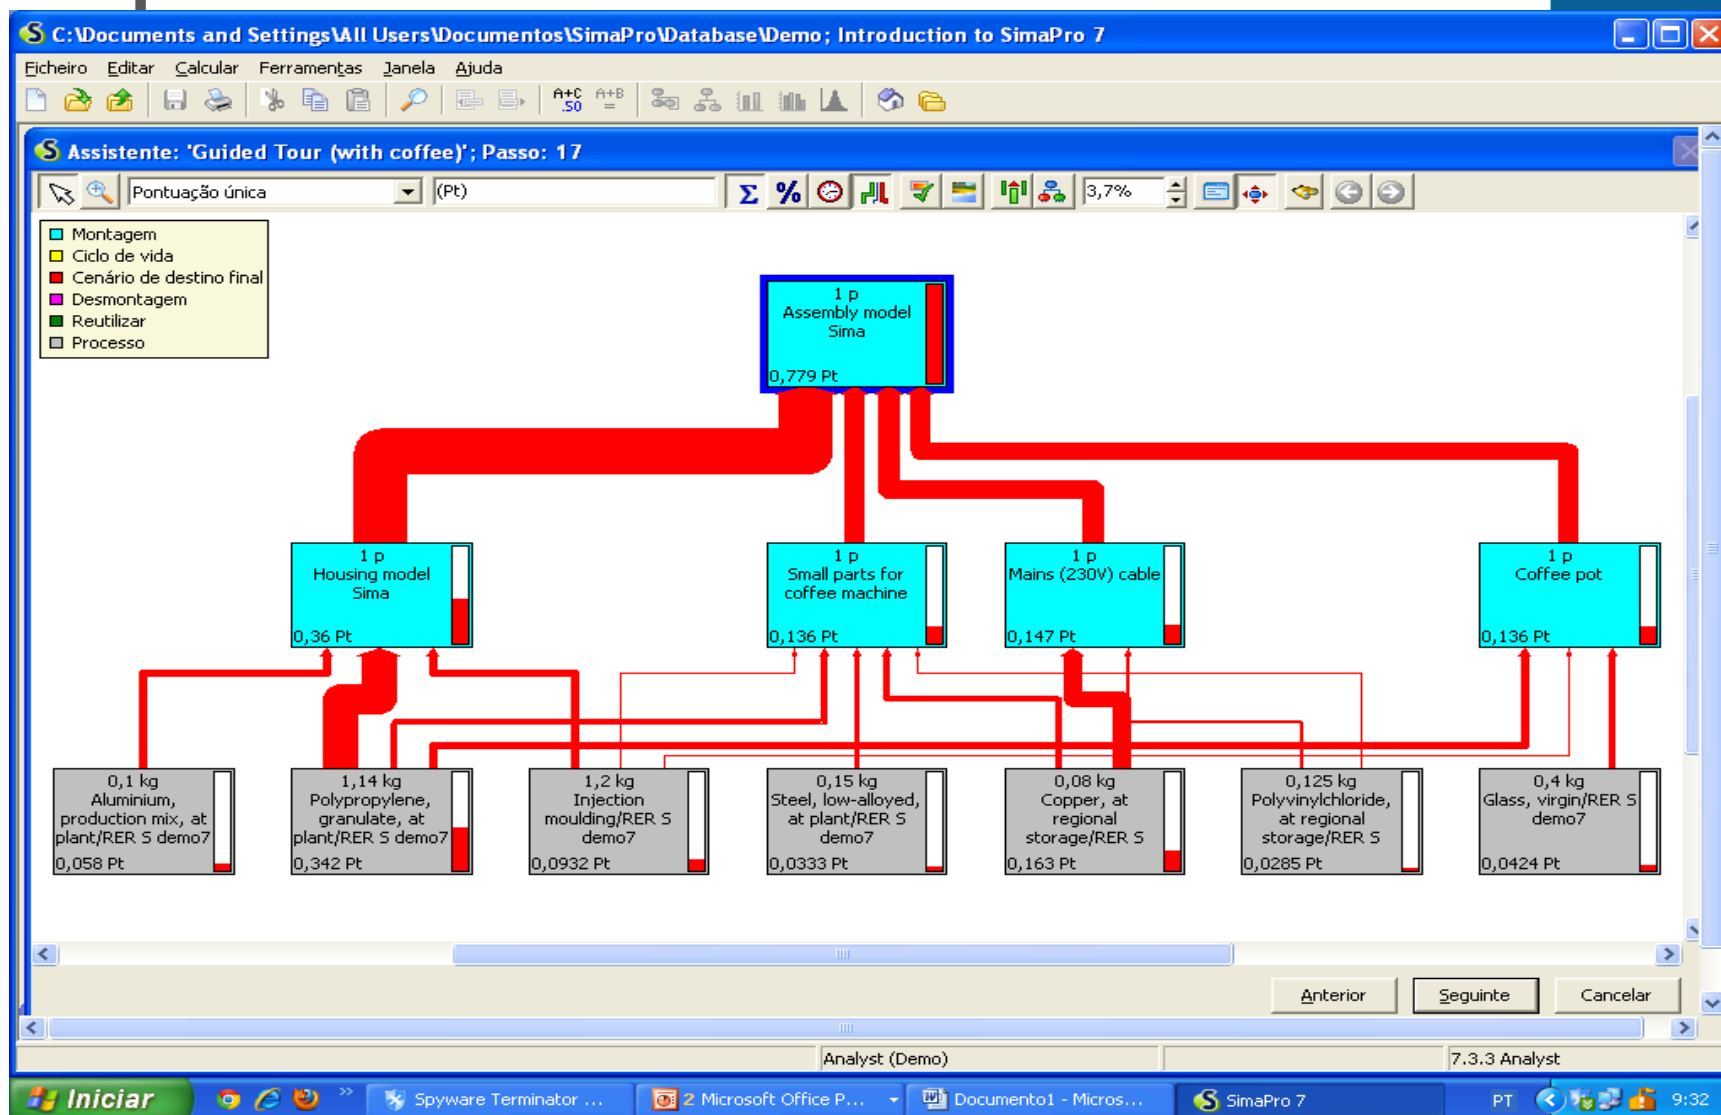 C:\Documents and Settings\All Users\Documentos\SimaPro\Database\Demo; Introduction to SimaPro 7
Ficheiro Editar Calcular Ferramentas Janela Ajuda
A+C .50 A+B =
Assistente: 'Guided Tour (with coffee)'; Passo: 17
Pontuação única (Pt) Σ % 3,7%
Montagem
Ciclo de vida
Cenário de destino final
Desmontagem
Reutilizar
Processo
1 p
Assembly model
Sima
0,779 Pt
1 p
Housing model
Sima
0,36 Pt
1 p
Small parts for
coffee machine
0,136 Pt
1 p
Mains (230V) cable
0,147 Pt
1 p
Coffee pot
0,136 Pt
0,1 kg
Aluminium,
production mix, at
plant/RER S demo7
0,058 Pt
1,14 kg
Polypropylene,
granulate, at
plant/RER S demo7
0,342 Pt
1,2 kg
Injection
moulding/RER S
demo7
0,0932 Pt
0,15 kg
Steel, low-alloyed,
at plant/RER S
demo7
0,0333 Pt
0,08 kg
Copper, at
regional
storage/RER S
0,163 Pt
0,125 kg
Polyvinylchloride,
at regional
storage/RER S
0,0285 Pt
0,4 kg
Glass, virgin/RER S
demo7
0,0424 Pt
Anterior Seguinte Cancelar
Analyst (Demo) 7.3.3 Analyst
Iniciar » Spyware Terminator ... 2 Microsoft Office P... Documento1 - Micros... SimaPro 7 PT 9:32